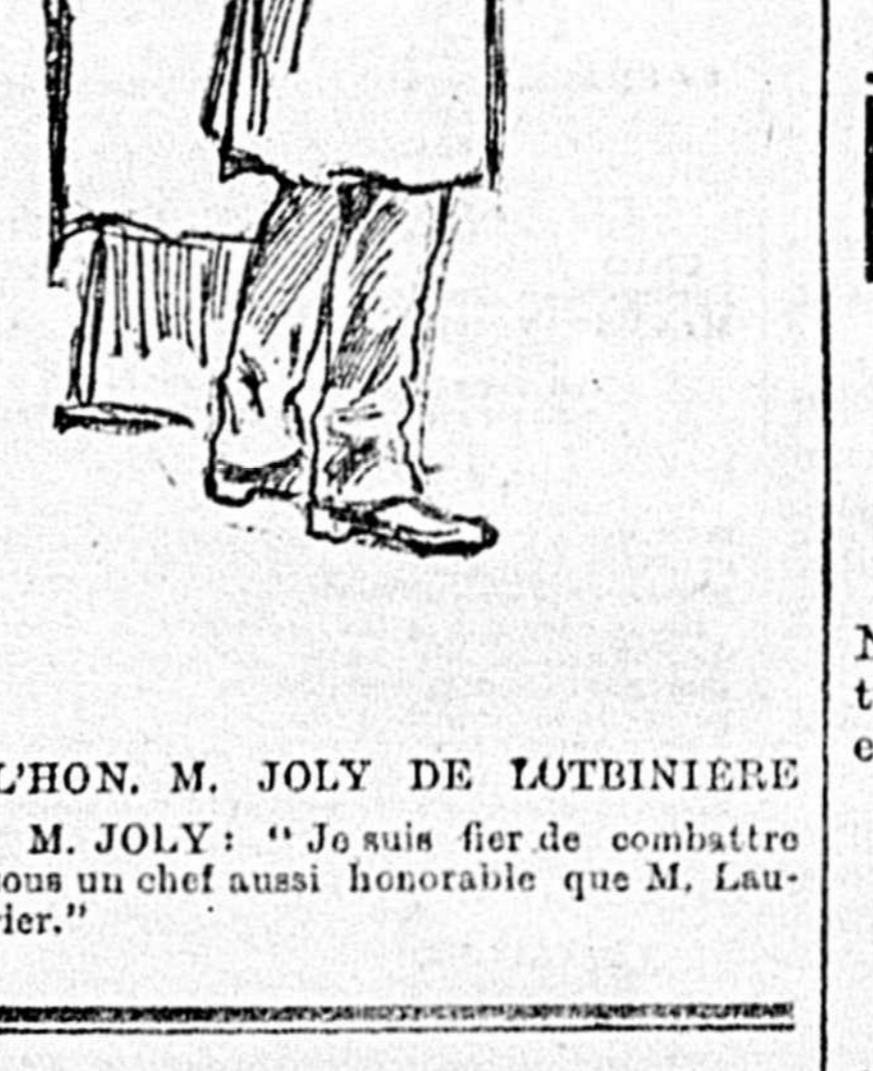 L'HON. M. JOLY DE LOTBINIÈRE
M. JOLY : " Je suis fier de combattre
sous un chef aussi honorable que M. Lau-
rier."
N
t
e